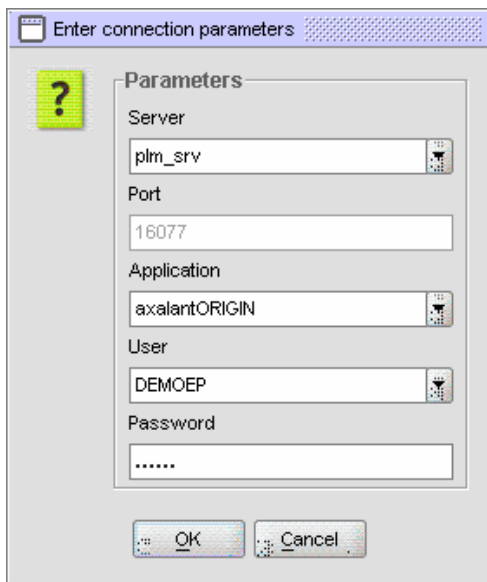 Enter connection parameters
?
Parameters
Server
plm_srv
Port
16077
Application
axalantORIGIN
User
DEMOEP
Password
......
OK
Cancel